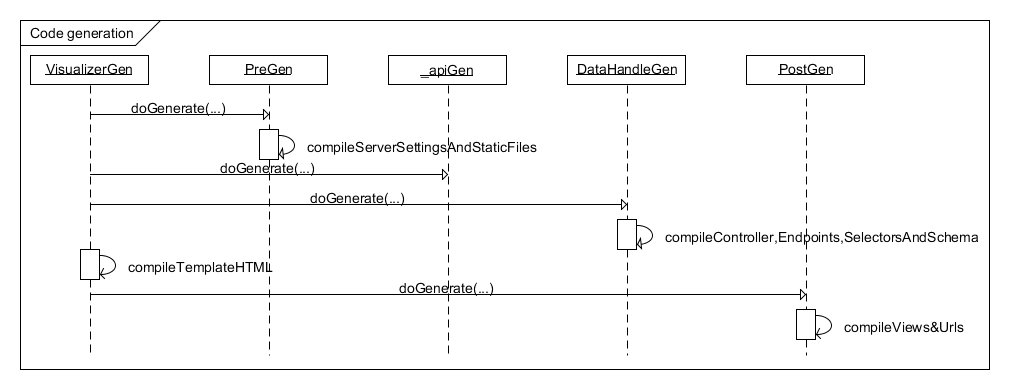 Code generation
VisualizerGen
PreGen
_apiGen
DataHandleGen
PostGen
doGenerate(...)
compileServerSettingsAndStaticFiles
doGenerate(...)
doGenerate(...)
compileController,Endpoints,SelectorsAndSchema
compileTemplateHTML
doGenerate(...)
compileViews&Urls